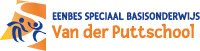 EENBES SPECIAAL BASISONDERWIJS
Van der Puttschool